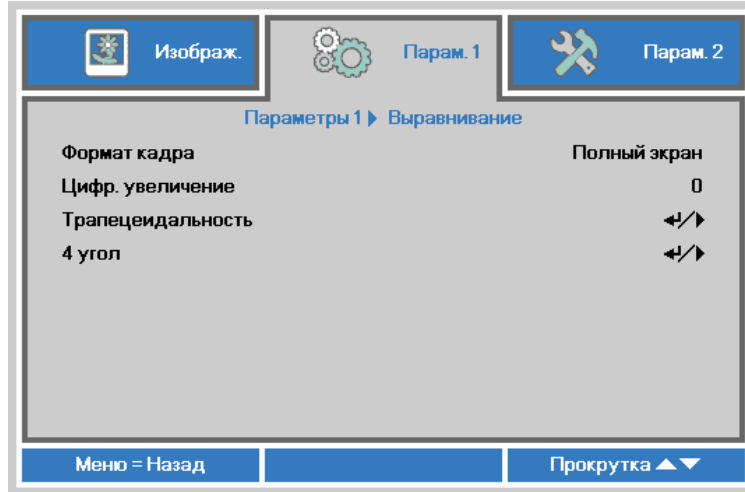 Изображ. Парам. 1 Парам. 2
Параметры 1 Выравнивание
Формат кадра Полный экран
Цифр. увеличение 0
Трапецеидальность ↵/▶
4 угол ↵/▶
Меню = Назад Прокрутка ▲▼